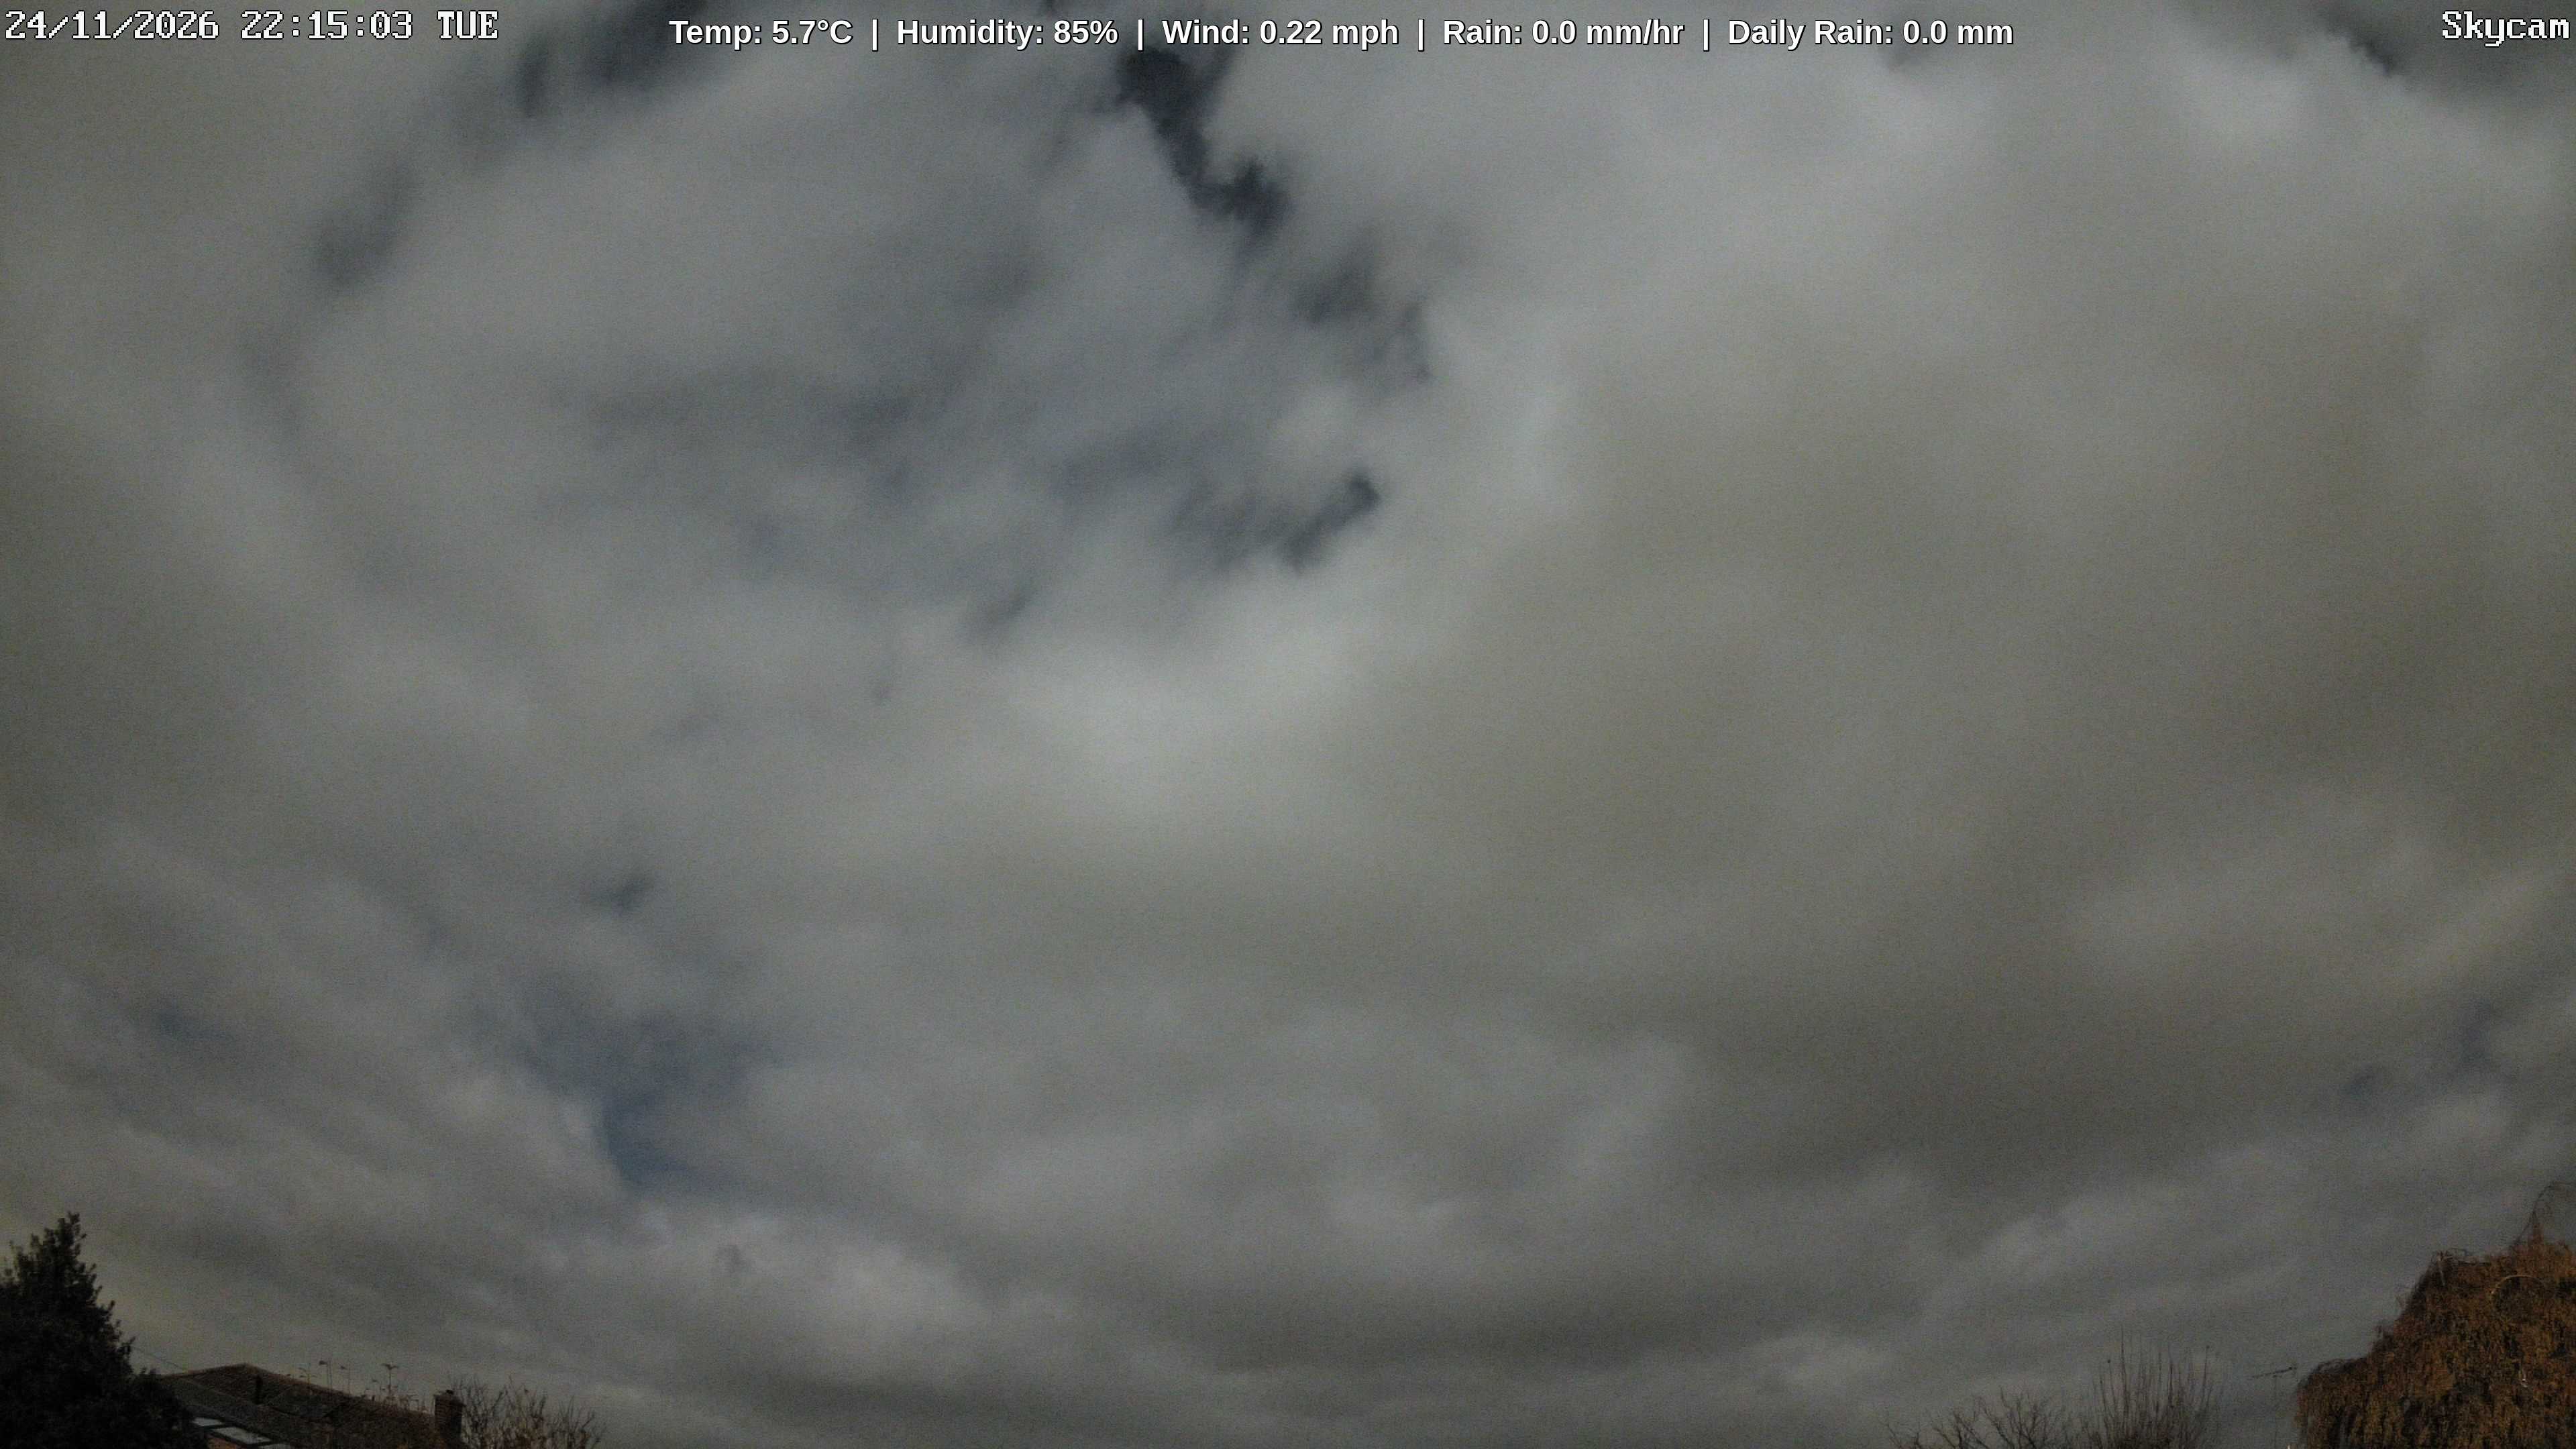 24/11/2026 22:15:03 TUE
Temp: 5.7°C | Humidity: 85% | Wind: 0.22 mph | Rain: 0.0 mm/hr | Daily Rain: 0.0 mm
Skycam